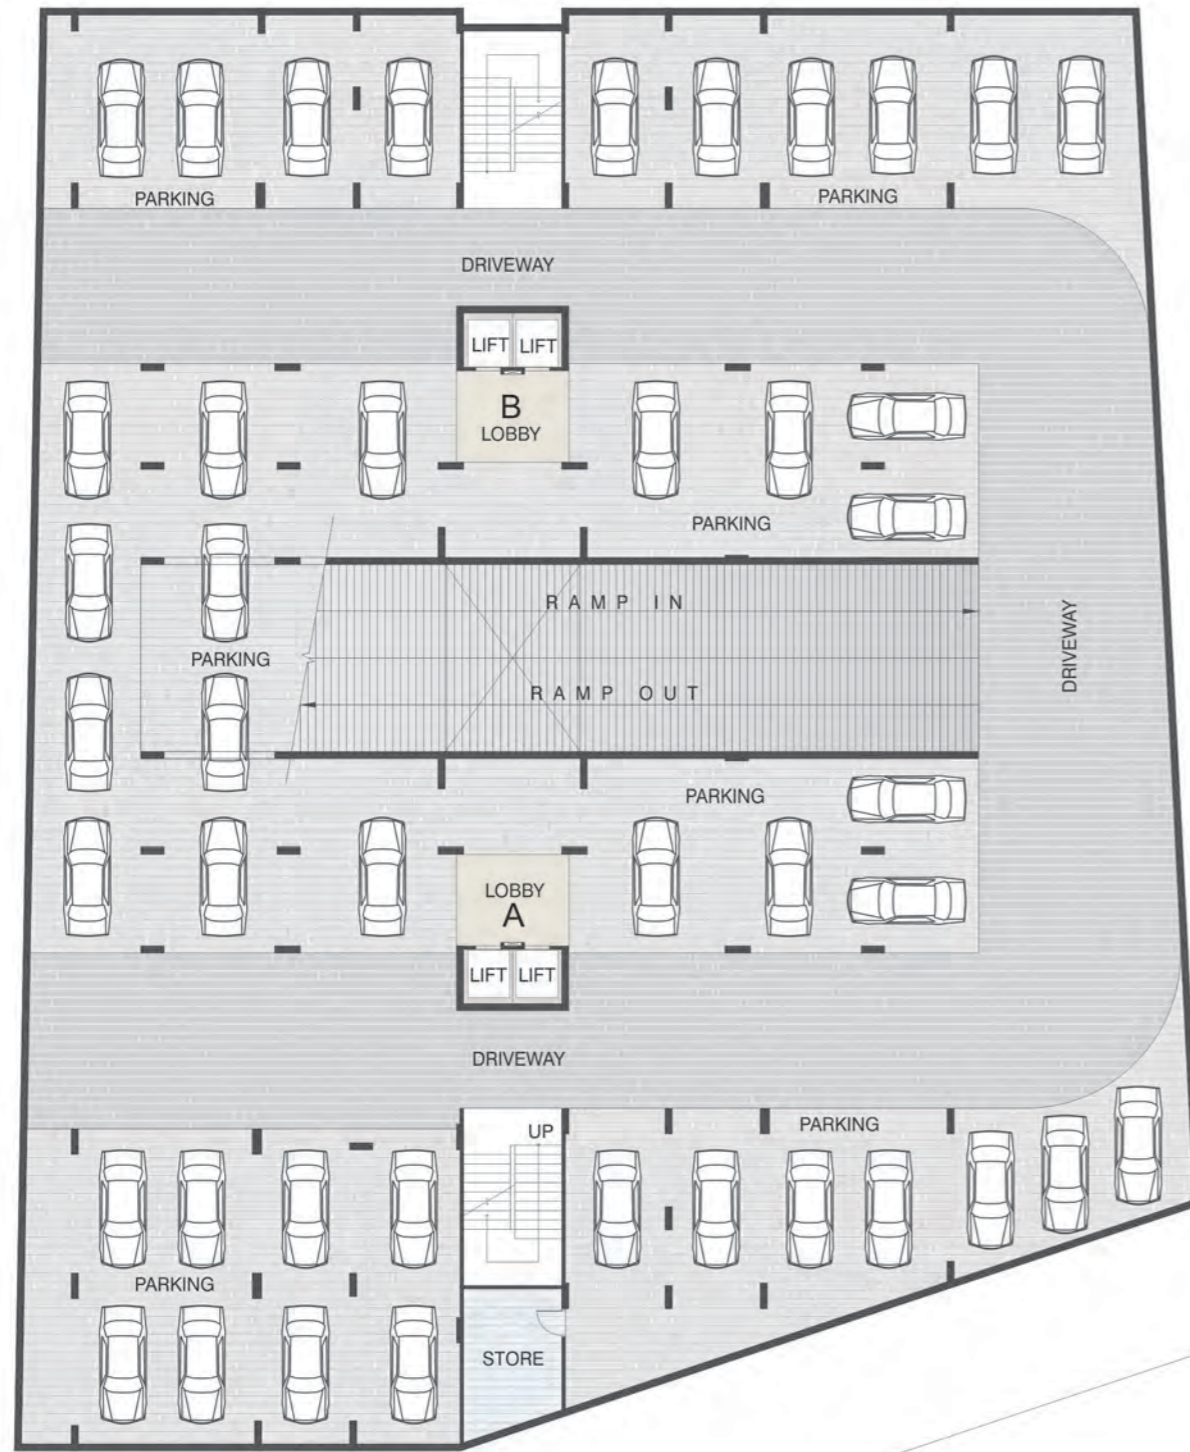 PARKING
PARKING
DRIVEWAY
LIFT LIFT
B
LOBBY
PARKING
RAMP IN
DRIVEWAY
PARKING
RAMP OUT
PARKING
LOBBY
A
LIFT LIFT
DRIVEWAY
PARKING
UP
PARKING
STORE